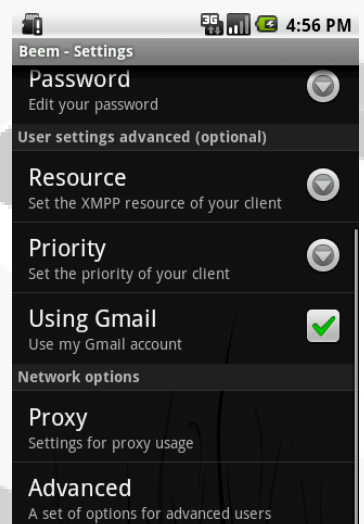 3G
4:56 PM
Beem - Settings
Password
Edit your password
User settings advanced (optional)
Resource
Set the XMPP resource of your client
Priority
Set the priority of your client
Using Gmail
Use my Gmail account
Network options
Proxy
Settings for proxy usage
Advanced
A set of options for advanced users